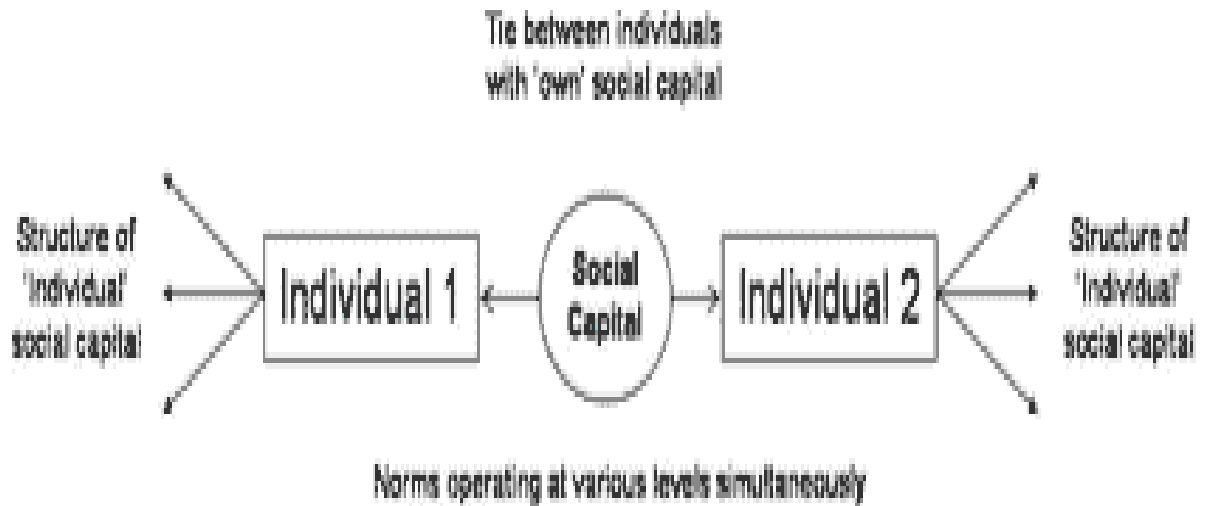 Tie between individuals
with 'own' social capital
Structure of
'Individual'
social capital
Individual 1
Social
Capital
Individual 2
Structure of
'Individual'
social capital
Norms operating at various levels simultaneously